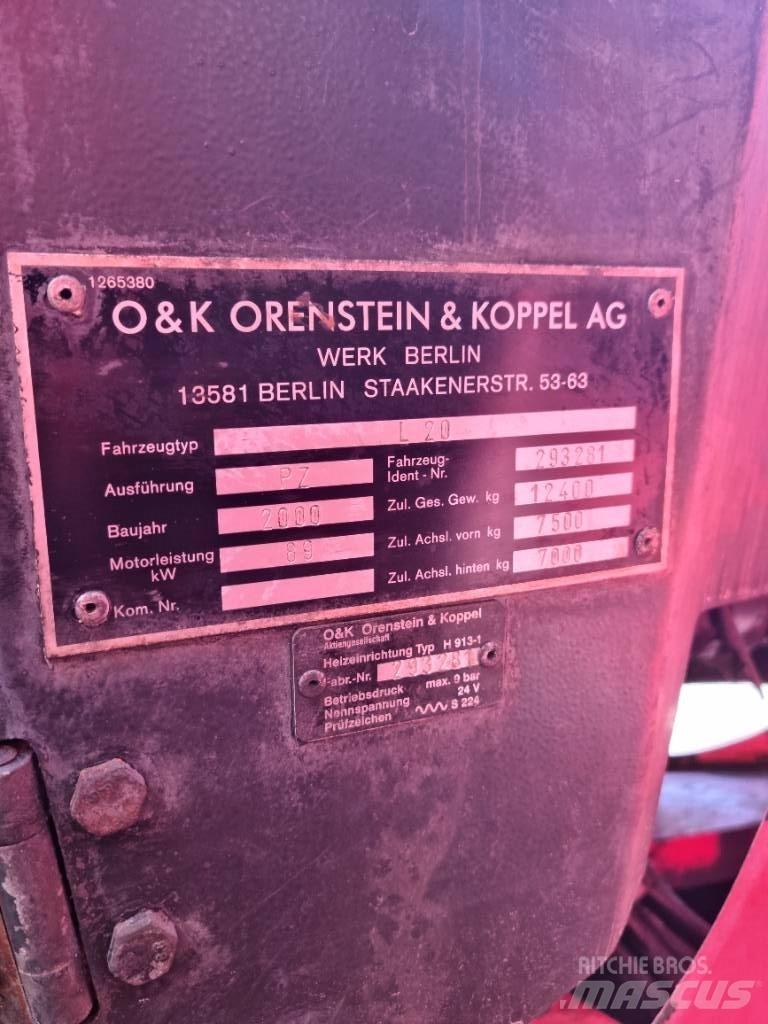 1265380
O & K ORENSTEIN & KOPPEL AG
WERK BERLIN
13581 BERLIN STAAKENERSTR. 53-63
Fahrzeugtyp L 20
Ausführung PZ
Baujahr 2000
Motorleistung kW 89
Kom. Nr.
Fahrzeug-Ident-Nr. 293281
Zul. Ges. Gew. kg 12400
Zul. Achsl. vorn kg 7500
Zul. Achsl. hinten kg 7000
O&K Orenstein & Koppel
Aktiengesellschaft
Heizeinrichtung Typ H 913-1
Fabr.-Nr. 293281
Betriebsdruck max. 9 bar
Nennspannung 24 V
Prüfzeichen S 224
RITCHIE BROS.
MASCUS